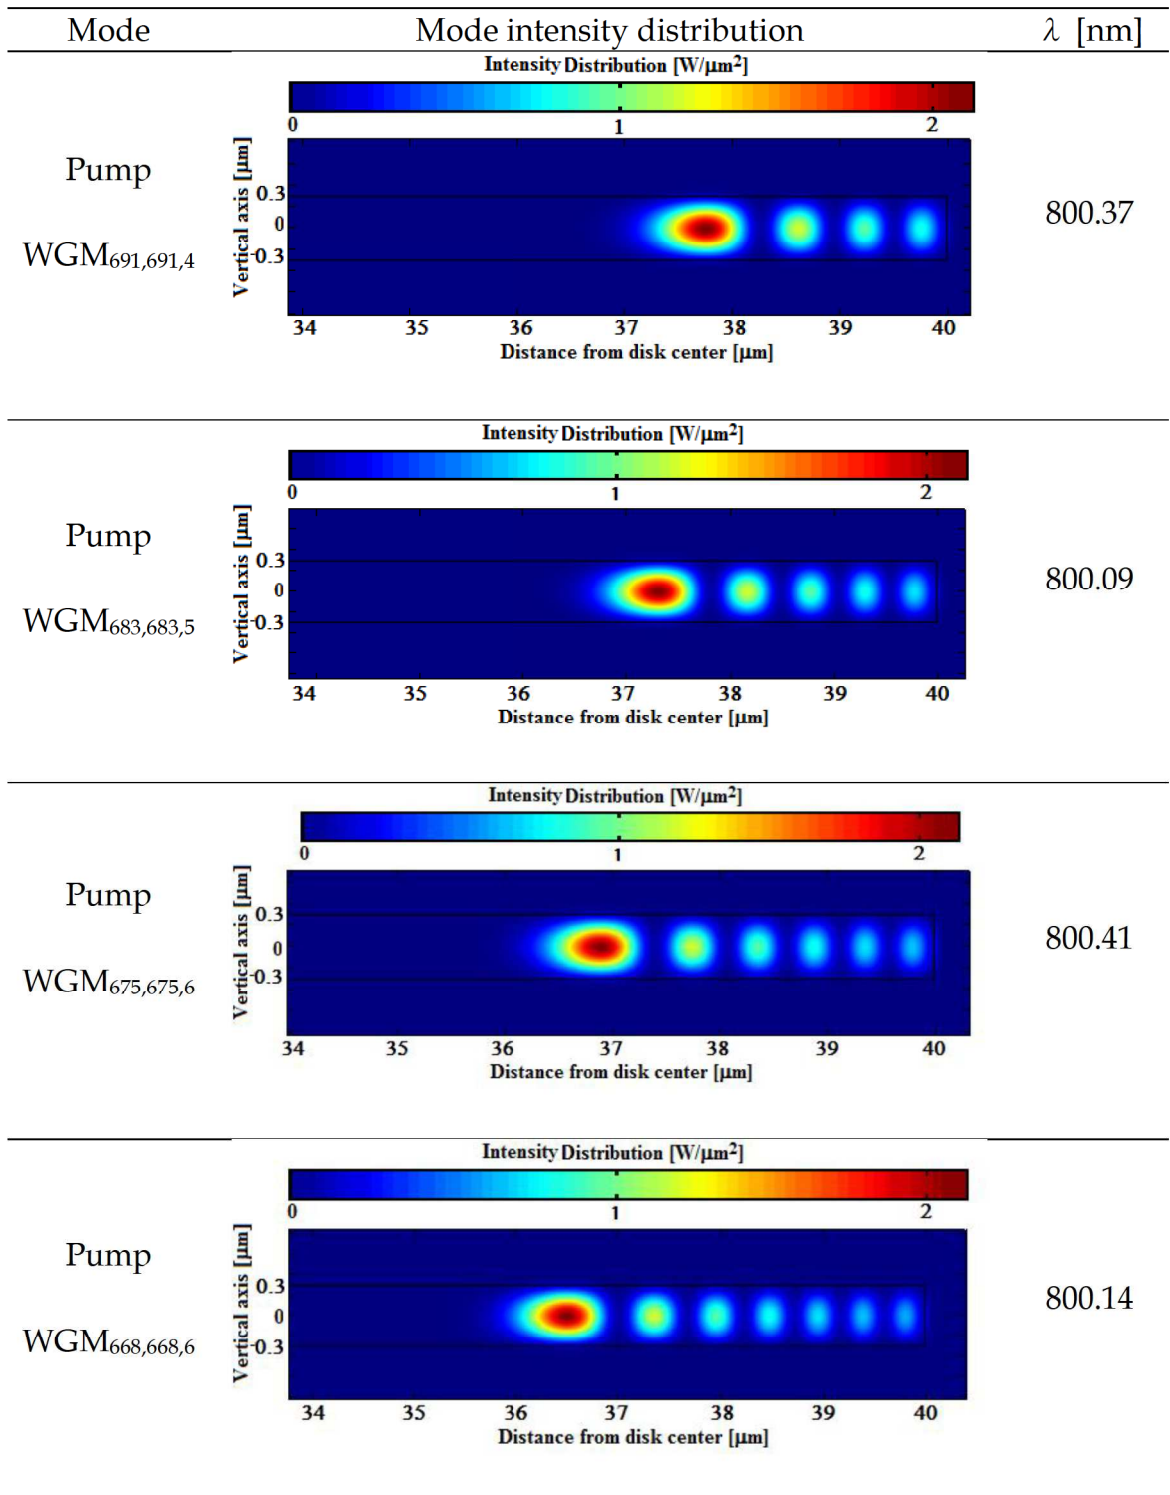 Mode Mode intensity distribution λ [nm]
Intensity Distribution [W/μm²]
0 1 2
Pump
WGM691,691,4
Vertical axis [μm]
0.3
0
-0.3
34 35 36 37 38 39 40
Distance from disk center [μm]
800.37
Intensity Distribution [W/μm²]
0 1 2
Pump
WGM683,683,5
Vertical axis [μm]
0.3
0
-0.3
34 35 36 37 38 39 40
Distance from disk center [μm]
800.09
Intensity Distribution [W/μm²]
0 1 2
Pump
WGM675,675,6
Vertical axis [μm]
0.3
0
-0.3
34 35 36 37 38 39 40
Distance from disk center [μm]
800.41
Intensity Distribution [W/μm²]
0 1 2
Pump
WGM668,668,6
Vertical axis [μm]
0.3
0
-0.3
34 35 36 37 38 39 40
Distance from disk center [μm]
800.14